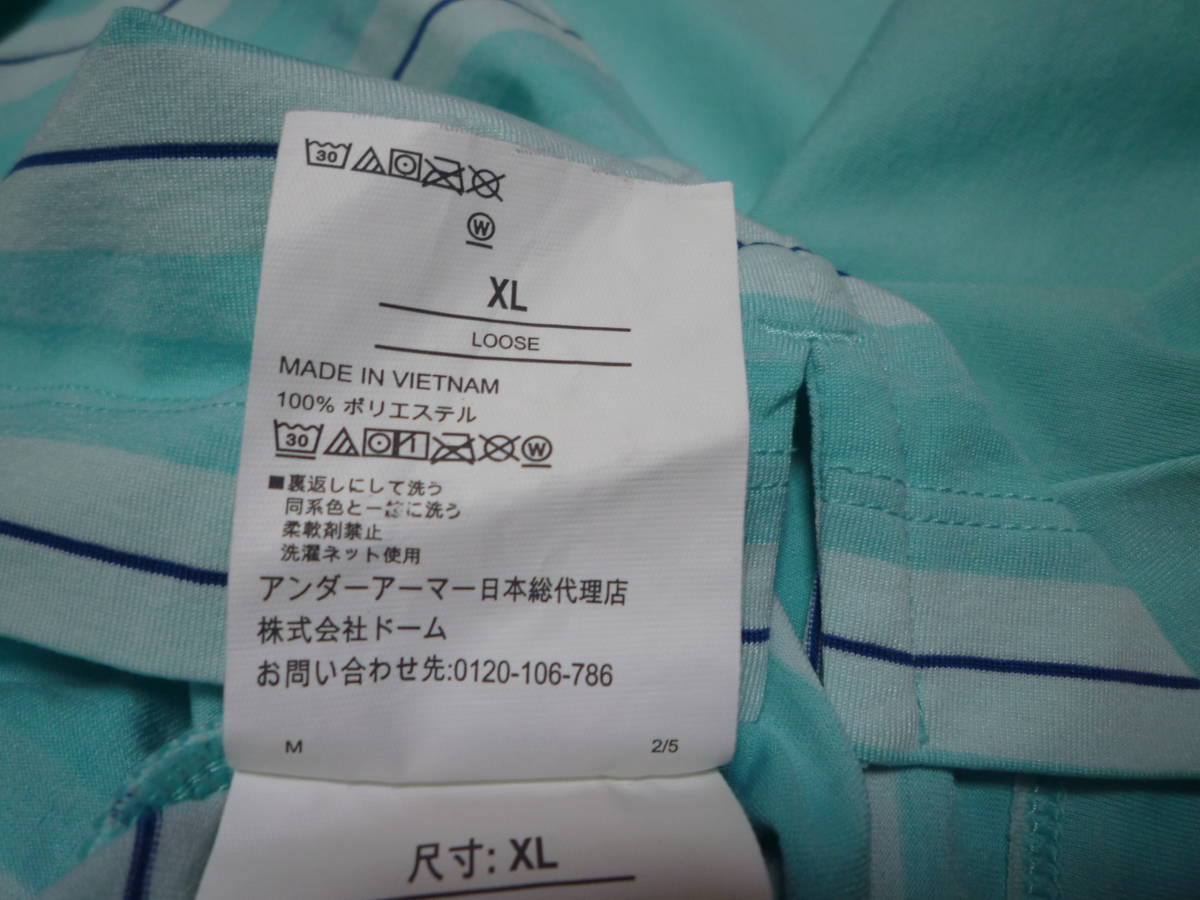 30
W
XL
LOOSE
MADE IN VIETNAM
100% ポリエステル
30 W
■裏返しにして洗う
同系色と一緒に洗う
柔軟剤禁止
洗濯ネット使用
アンダーアーマー日本総代理店
株式会社ドーム
お問い合わせ先:0120-106-786
M 2/5
尺寸: XL